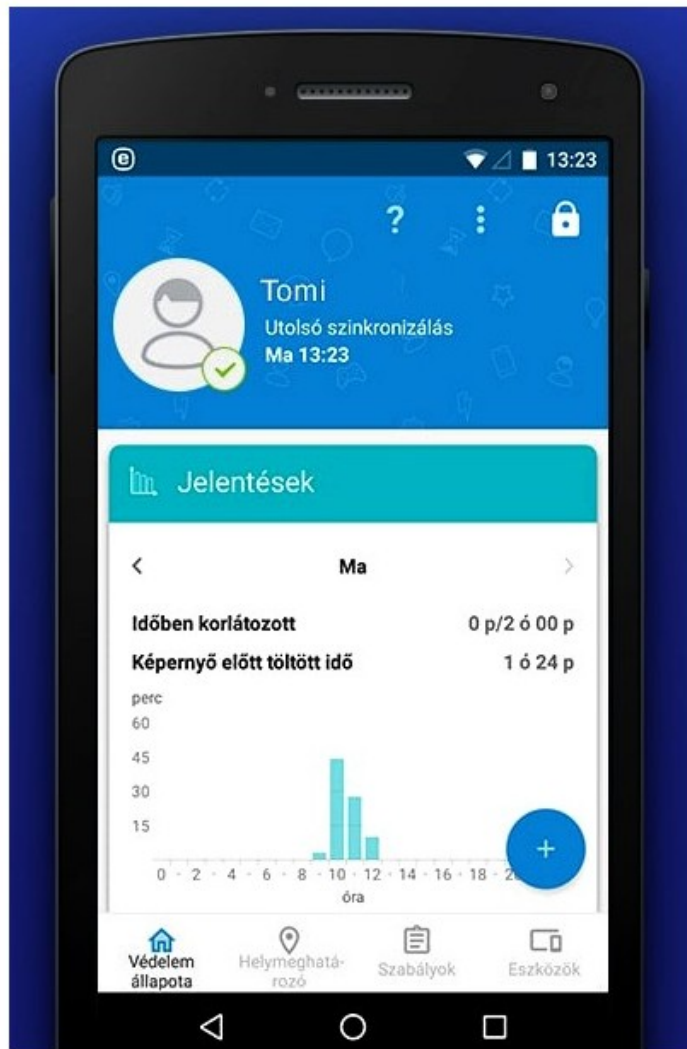 e
13:23
?
Tomi
Utolsó szinkronizálás
Ma 13:23
Jelentések
Ma
Időben korlátozott 0 p/2 ó 00 p
Képernyő előtt töltött idő 1 ó 24 p
perc
60
45
30
15
0 - 2 - 4 - 6 - 8 - 10 - 12 - 14 - 16 - 18 - 2
óra
+
Védelem állapota
Helymeghatá-
rozó
Szabályok
Eszközök